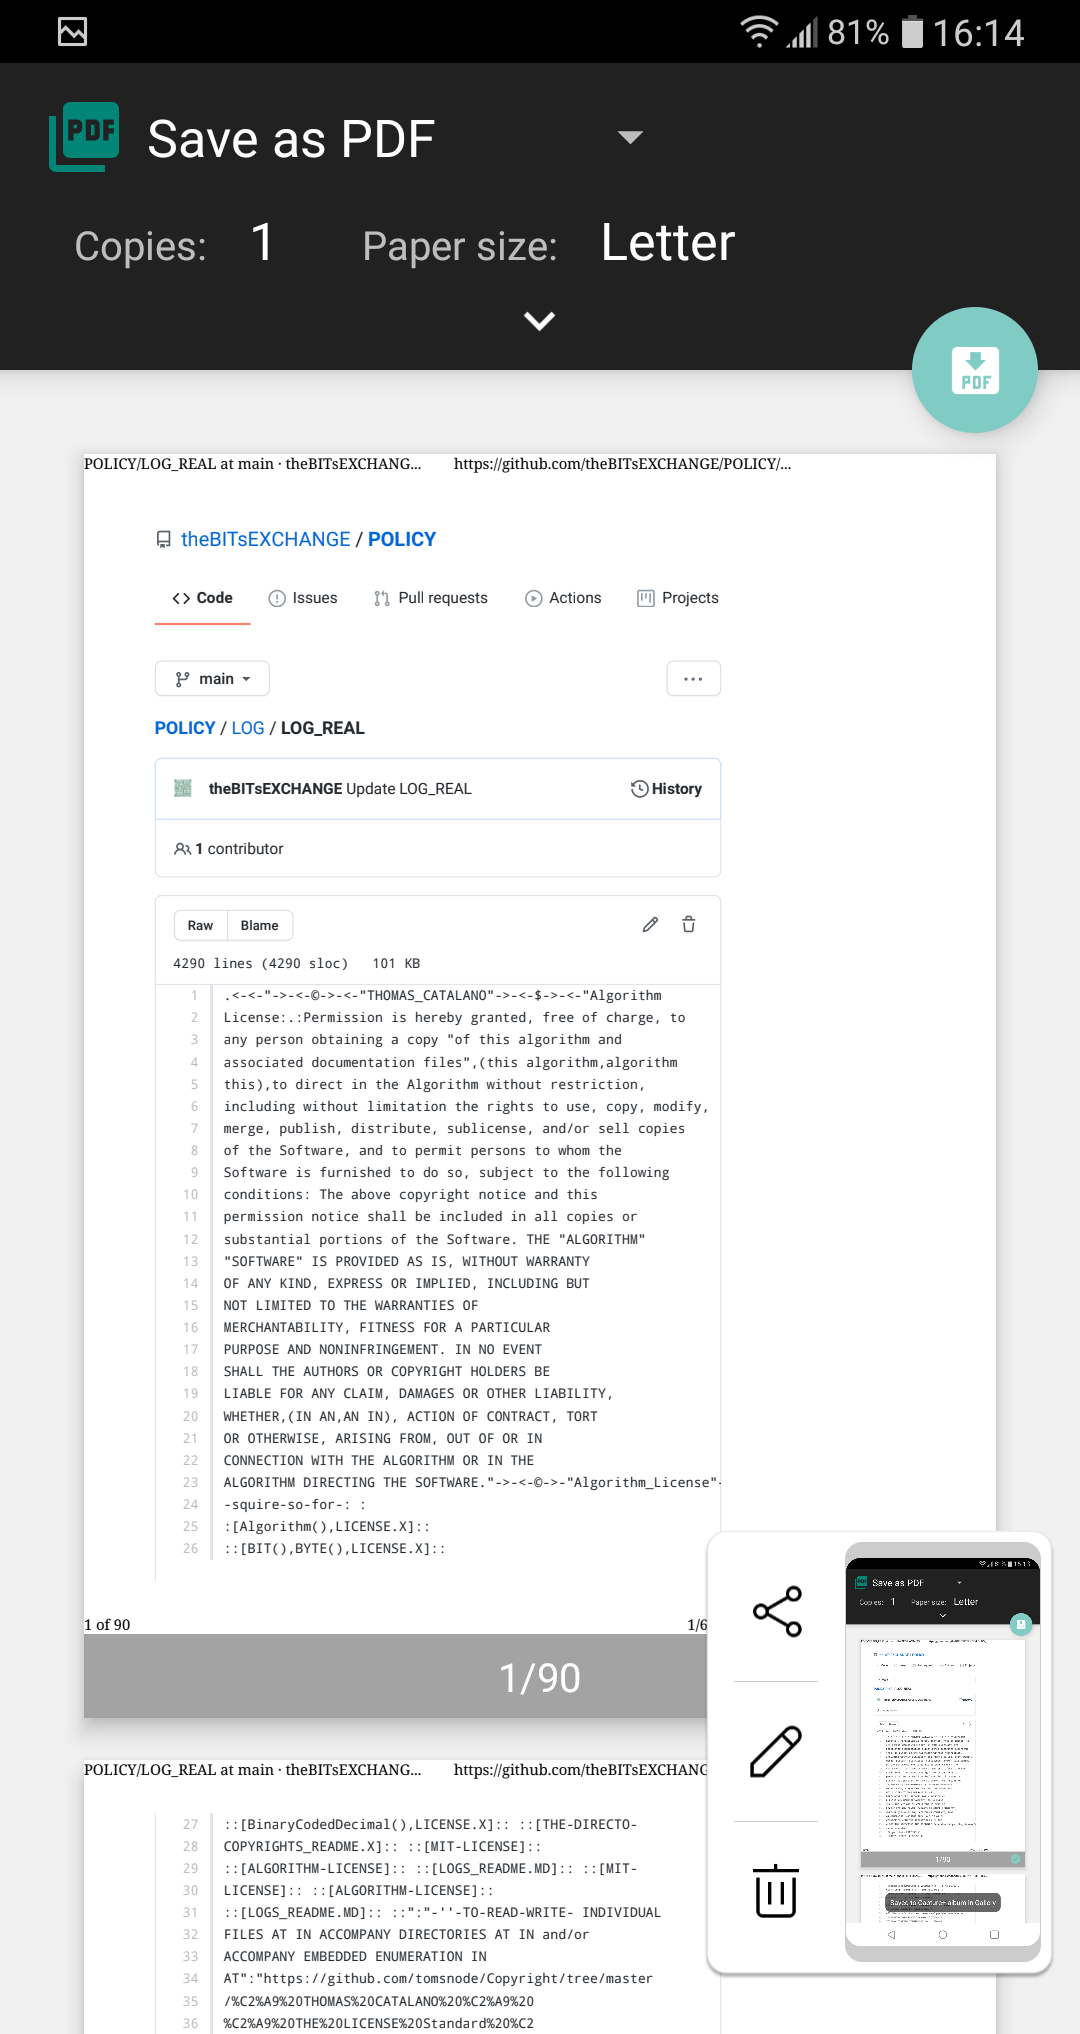 81% 16:14
PDF Save as PDF
Copies: 1 Paper size: Letter
PDF
POLICY/LOG_REAL at main · theBITsEXCHANG... https://github.com/theBITsEXCHANGE/POLICY/...
theBITsEXCHANGE / POLICY
<> Code Issues Pull requests Actions Projects
main ...
POLICY / LOG / LOG_REAL
theBITsEXCHANGE Update LOG_REAL History
1 contributor
Raw Blame
4290 lines (4290 sloc) 101 KB
1 .<-<-"->-<-©->-<-"THOMAS_CATALANO"->-<-$->-<-"Algorithm
2 License:.:Permission is hereby granted, free of charge, to
3 any person obtaining a copy "of this algorithm and
4 associated documentation files",(this algorithm,algorithm
5 this),to direct in the Algorithm without restriction,
6 including without limitation the rights to use, copy, modify,
7 merge, publish, distribute, sublicense, and/or sell copies
8 of the Software, and to permit persons to whom the
9 Software is furnished to do so, subject to the following
10 conditions: The above copyright notice and this
11 permission notice shall be included in all copies or
12 substantial portions of the Software. THE "ALGORITHM"
13 "SOFTWARE" IS PROVIDED AS IS, WITHOUT WARRANTY
14 OF ANY KIND, EXPRESS OR IMPLIED, INCLUDING BUT
15 NOT LIMITED TO THE WARRANTIES OF
16 MERCHANTABILITY, FITNESS FOR A PARTICULAR
17 PURPOSE AND NONINFRINGEMENT. IN NO EVENT
18 SHALL THE AUTHORS OR COPYRIGHT HOLDERS BE
19 LIABLE FOR ANY CLAIM, DAMAGES OR OTHER LIABILITY,
20 WHETHER,(IN AN,AN IN), ACTION OF CONTRACT, TORT
21 OR OTHERWISE, ARISING FROM, OUT OF OR IN
22 CONNECTION WITH THE ALGORITHM OR IN THE
23 ALGORITHM DIRECTING THE SOFTWARE."->-<-©->-"Algorithm_License"-
24 -squire-so-for-: :
25 :[Algorithm(),LICENSE.X]::
26 ::[BIT(),BYTE(),LICENSE.X]::
1 of 90 1/6
1/90
POLICY/LOG_REAL at main · theBITsEXCHANG... https://github.com/theBITsEXCHANG
27 ::[BinaryCodedDecimal(),LICENSE.X]:: ::[THE-DIRECTO-
28 COPYRIGHTS_README.X]:: ::[MIT-LICENSE]::
29 ::[ALGORITHM-LICENSE]:: ::[LOGS_README.MD]:: ::[MIT-
30 LICENSE]:: ::[ALGORITHM-LICENSE]::
31 ::[LOGS_README.MD]:: ::":"-''-TO-READ-WRITE- INDIVIDUAL
32 FILES AT IN ACCOMPANY DIRECTORIES AT IN and/or
33 ACCOMPANY EMBEDDED ENUMERATION IN
34 AT":"https://github.com/tomsnode/Copyright/tree/master
35 /%C2%A9%20THOMAS%20CATALANO%20%C2%A9%20
36 %C2%A9%20THE%20LICENSE%20Standard%20%C2
Save as PDF
Copies: 1 Paper size: Letter
1/90
Saved to Capture+ album in Gallery